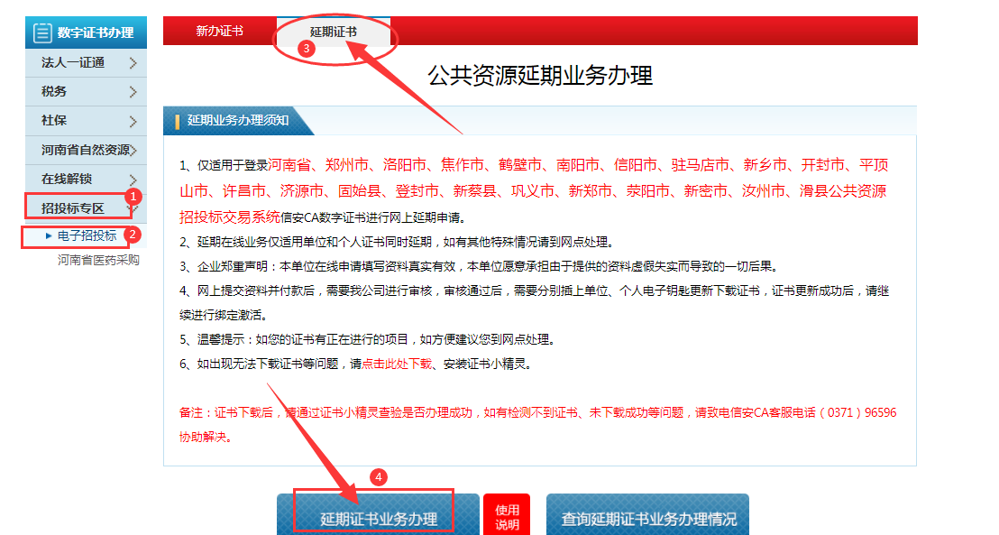 数字证书办理
法人一证通
税务
社保
河南省自然资源
在线解锁
招投标专区
1
电子招投标
2
河南省医药采购
新办证书
延期证书
3
公共资源延期业务办理
延期业务办理须知
1、仅适用于登录河南省、郑州市、洛阳市、焦作市、鹤壁市、南阳市、信阳市、驻马店市、新乡市、开封市、平顶
山市、许昌市、济源市、固始县、登封市、新蔡县、巩义市、新郑市、荥阳市、新密市、汝州市、滑县公共资源
招投标交易系统信安CA数字证书进行网上延期申请。
2、延期在线业务仅适用单位和个人证书同时延期，如有其他特殊情况请到网点处理。
3、企业郑重声明：本单位在线申请填写资料真实有效，本单位愿意承担由于提供的资料虚假失实而导致的一切后果。
4、网上提交资料并付款后，需要我公司进行审核，审核通过后，需要分别插上单位、个人电子钥匙更新下载证书，证书更新成功后，请继
续进行绑定激活。
5、温馨提示：如您的证书有正在进行的项目，如方便建议您到网点处理。
6、如出现无法下载证书等问题，请点击此处下载、安装证书小精灵。
备注：证书下载后，请通过证书小精灵查验是否办理成功，如有检测不到证书、未下载成功等问题，请致电信安CA客服电话（0371）96596
协助解决。
4
延期证书业务办理
使用
说明
查询延期证书业务办理情况